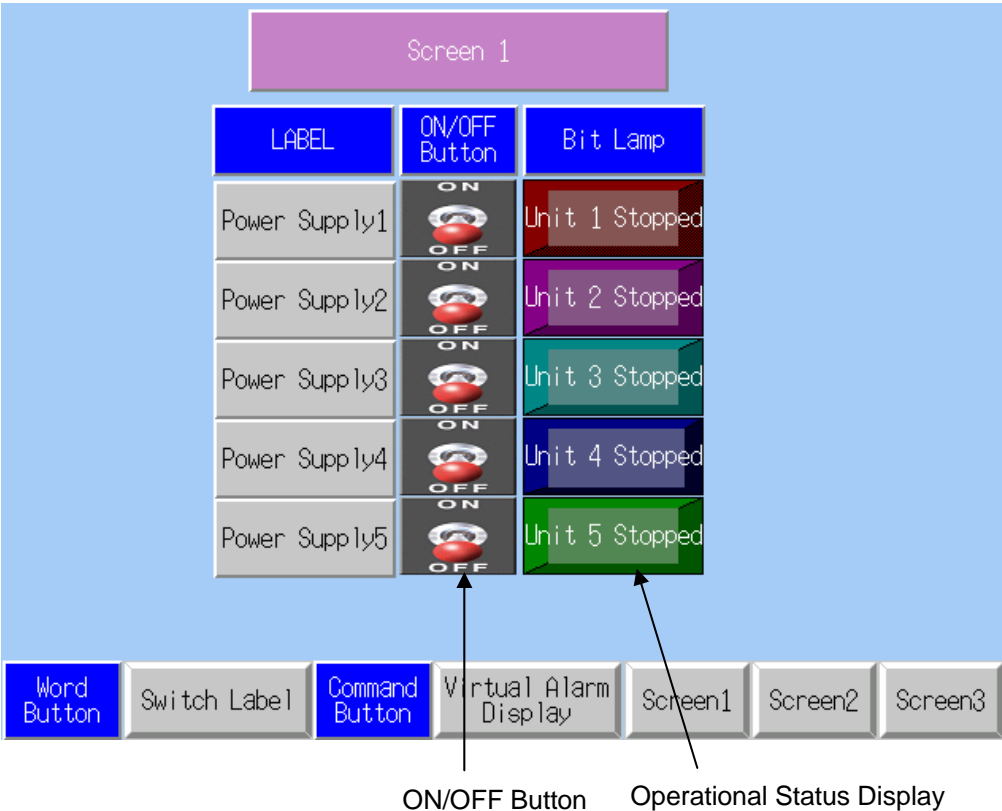 Screen 1
LABEL
ON/OFF
Button
Bit Lamp
Power Supply1
ON
OFF
Unit 1 Stopped
Power Supply2
ON
OFF
Unit 2 Stopped
Power Supply3
ON
OFF
Unit 3 Stopped
Power Supply4
ON
OFF
Unit 4 Stopped
Power Supply5
ON
OFF
Unit 5 Stopped
Word
Button
Switch Label
Command
Button
Virtual Alarm
Display
Screen1
Screen2
Screen3
ON/OFF Button
Operational Status Display